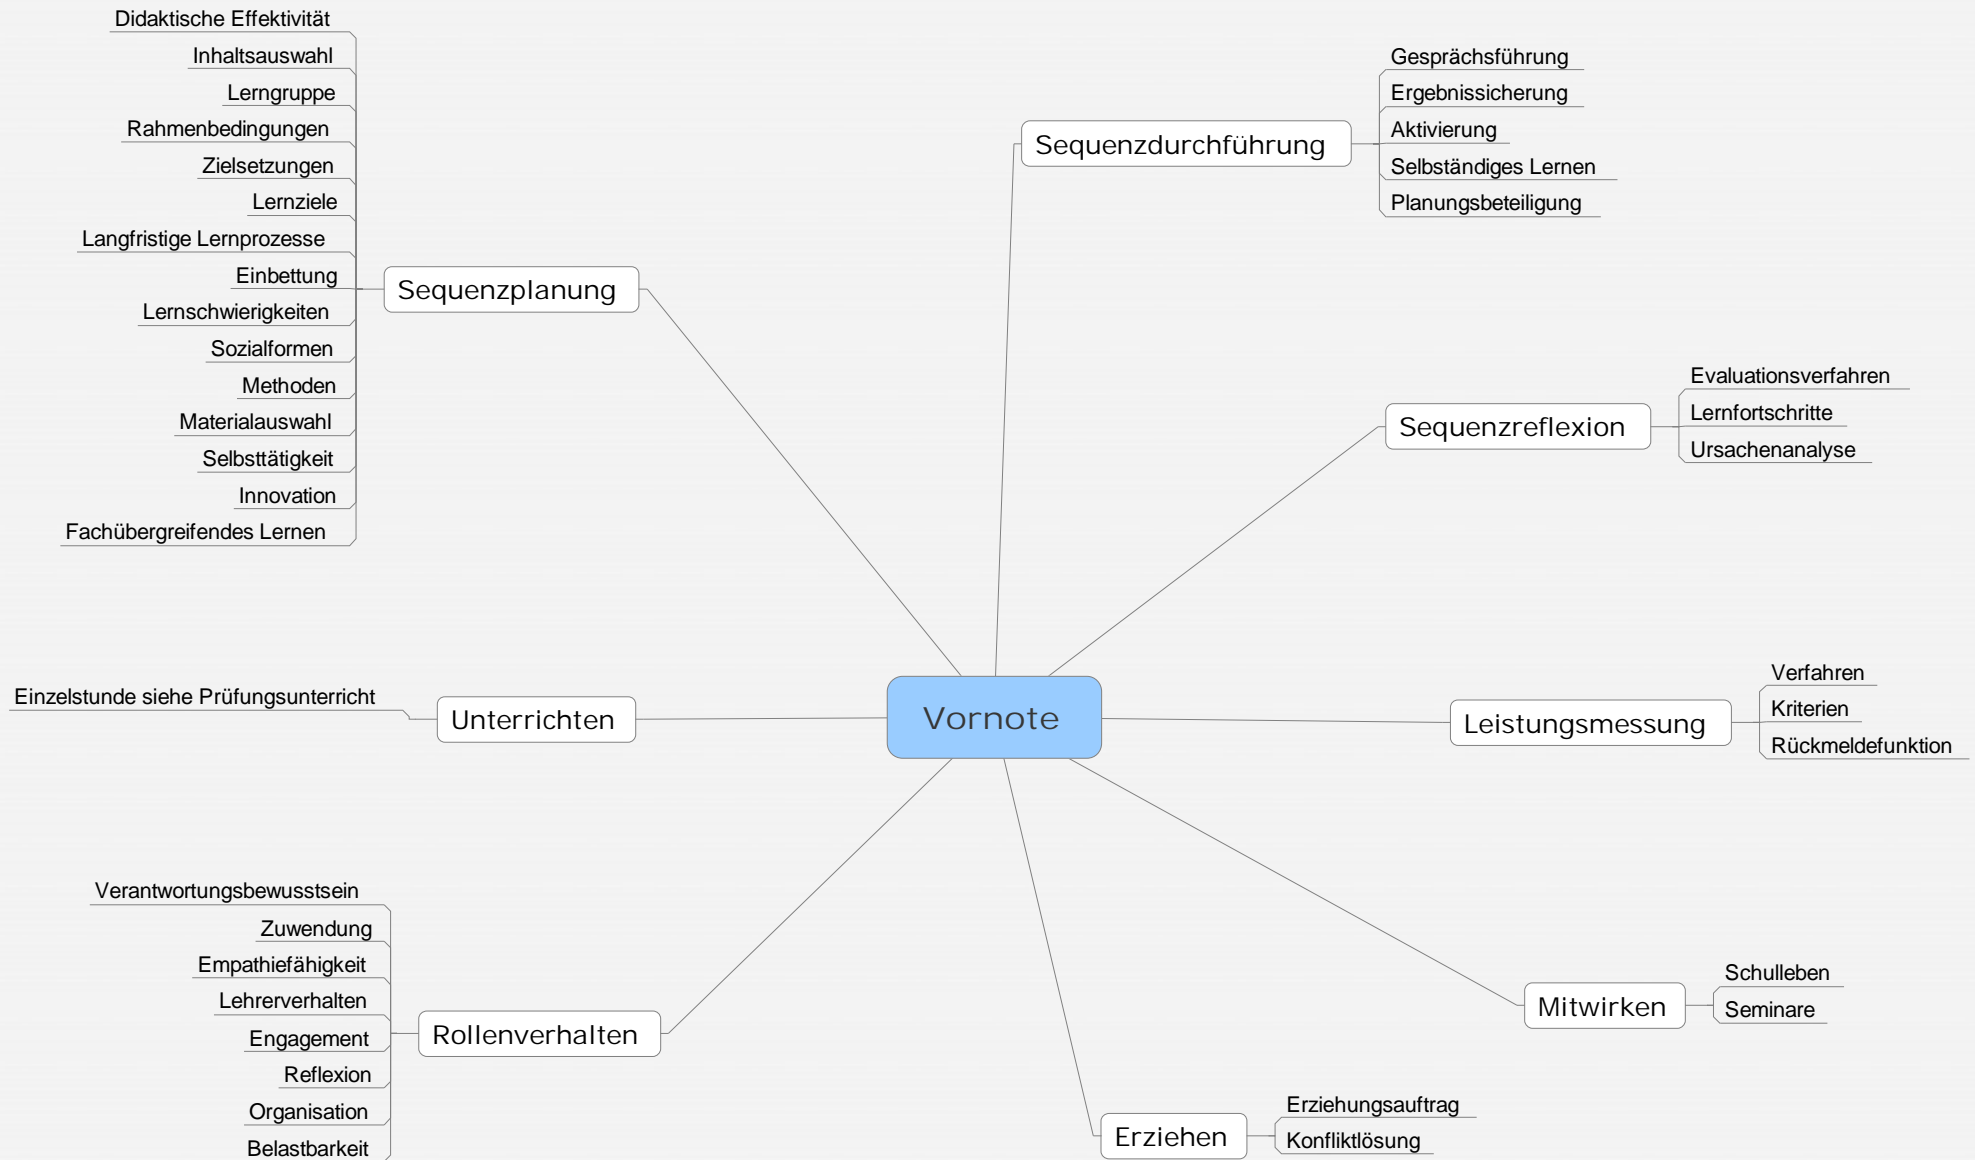 Vornote
Sequenzdurchführung
Gesprächsführung
Ergebnissicherung
Aktivierung
Selbständiges Lernen
Planungsbeteiligung
Sequenzreflexion
Evaluationsverfahren
Lernfortschritte
Ursachenanalyse
Leistungsmessung
Verfahren
Kriterien
Rückmeldefunktion
Mitwirken
Schulleben
Seminare
Erziehen
Erziehungsauftrag
Konfliktlösung
Rollenverhalten
Verantwortungsbewusstsein
Zuwendung
Empathiefähigkeit
Lehrerverhalten
Engagement
Reflexion
Organisation
Belastbarkeit
Unterrichten
Einzelstunde siehe Prüfungsunterricht
Sequenzplanung
Didaktische Effektivität
Inhaltsauswahl
Lerngruppe
Rahmenbedingungen
Zielsetzungen
Lernziele
Langfristige Lernprozesse
Einbettung
Lernschwierigkeiten
Sozialformen
Methoden
Materialauswahl
Selbsttätigkeit
Innovation
Fachübergreifendes Lernen